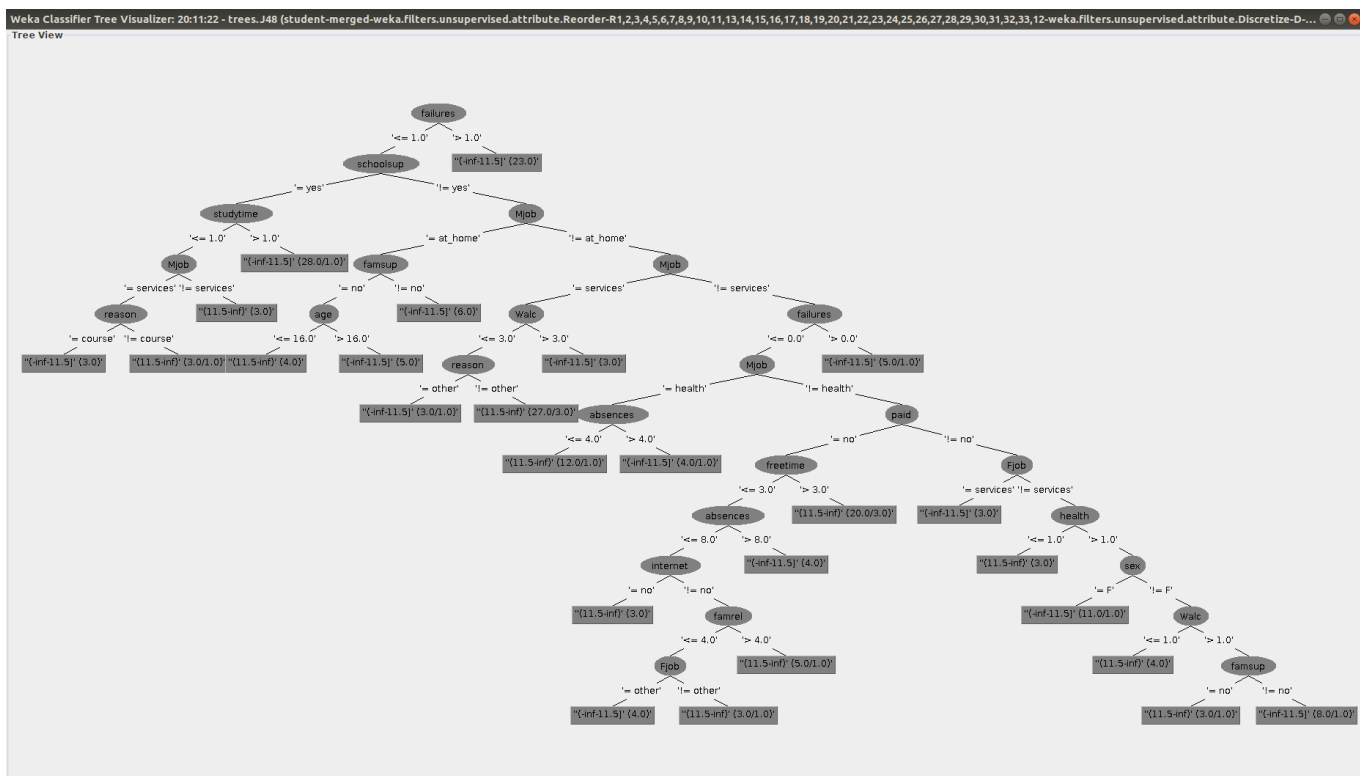 Weka Classifier Tree Visualizer: 20:11:22 - trees.J48 (student-merged-weka.filters.unsupervised.attribute.Reorder-R1,2,3,4,5,6,7,8,9,10,11,13,14,15,16,17,18,19,20,21,22,23,24,25,26,27,28,29,30,31,32,33,12-weka.filters.unsupervised.attribute.Discretize-D-...
Tree View
failures
'<= 1.0' '> 1.0'
schoolsup ''(-inf-11.5]' (23.0)'
'= yes' '!= yes'
studytime Mjob
'<= 1.0' '> 1.0' '= at_home' '!= at_home'
Mjob ''(-inf-11.5]' (28.0/1.0)' famsup Mjob
'= services' '!= services' '= no' '!= no' '= services' '!= services'
reason ''(11.5-inf)' (3.0)' age ''(-inf-11.5]' (6.0)' Walc failures
'= course' '!= course' '<= 16.0' '> 16.0' '<= 3.0' '> 3.0' '<= 0.0' '> 0.0'
''(-inf-11.5]' (3.0)' ''(11.5-inf)' (3.0/1.0)' ''(11.5-inf)' (4.0)' ''(-inf-11.5]' (5.0)' reason ''(-inf-11.5]' (3.0)' Mjob ''(-inf-11.5]' (5.0/1.0)'
'= other' '!= other' '= health' '!= health'
''(-inf-11.5]' (3.0/1.0)' ''(11.5-inf)' (27.0/3.0)' absences paid
'<= 4.0' '> 4.0' '= no' '!= no'
''(11.5-inf)' (12.0/1.0)' ''(-inf-11.5]' (4.0/1.0)' freetime Fjob
'<= 3.0' '> 3.0' '= services' '!= services'
absences ''(11.5-inf)' (20.0/3.0)' ''(-inf-11.5]' (3.0)' health
'<= 8.0' '> 8.0' '<= 1.0' '> 1.0'
internet ''(-inf-11.5]' (4.0)' ''(11.5-inf)' (3.0)' sex
'= no' '!= no' '= F' '!= F'
''(11.5-inf)' (3.0)' famrel ''(-inf-11.5]' (11.0/1.0)' Walc
'<= 4.0' '> 4.0' '<= 1.0' '> 1.0'
Fjob ''(11.5-inf)' (5.0/1.0)' ''(11.5-inf)' (4.0)' famsup
'= other' '!= other' '= no' '!= no'
''(-inf-11.5]' (4.0)' ''(11.5-inf)' (3.0/1.0)' ''(11.5-inf)' (3.0/1.0)' ''(-inf-11.5]' (8.0/1.0)'